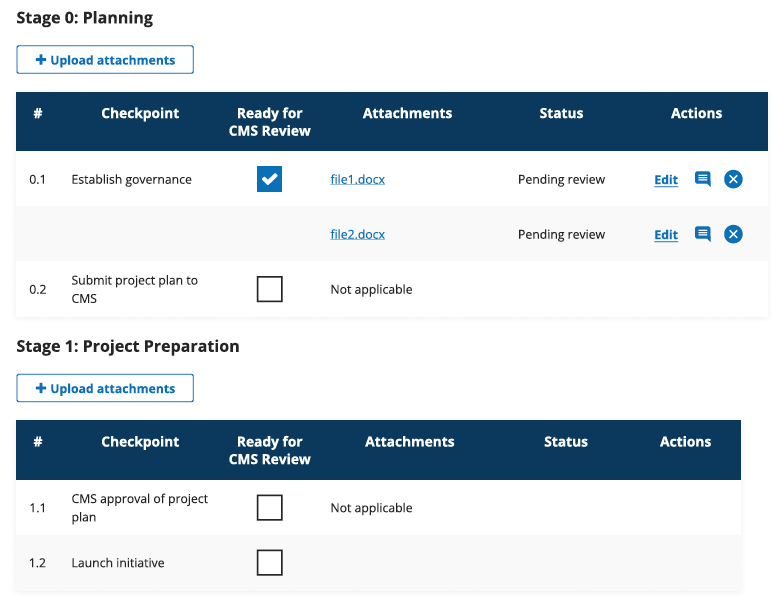 Stage 0: Planning
+ Upload attachments
# Checkpoint Ready for CMS Review Attachments Status Actions
0.1 Establish governance file1.docx Pending review Edit
file2.docx Pending review Edit
0.2 Submit project plan to CMS Not applicable
Stage 1: Project Preparation
+ Upload attachments
# Checkpoint Ready for CMS Review Attachments Status Actions
1.1 CMS approval of project plan Not applicable
1.2 Launch initiative